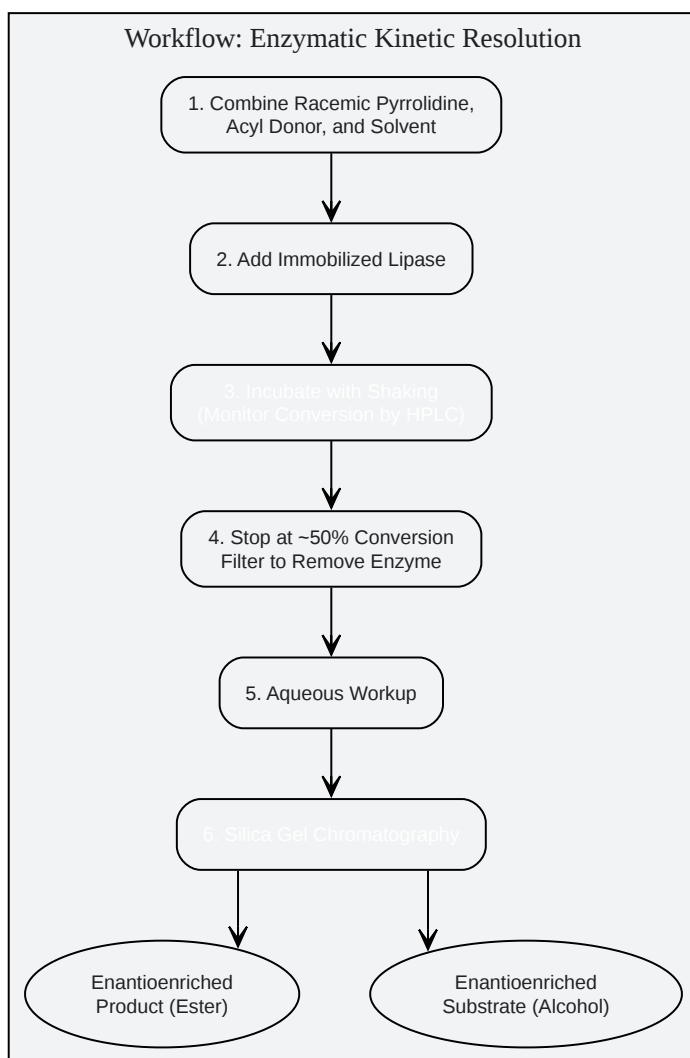 Workflow: Enzymatic Kinetic Resolution
1. Combine Racemic Pyrrolidine,
Acyl Donor, and Solvent
2. Add Immobilized Lipase
3. Incubate with Shaking
(Monitor Conversion by HPLC)
4. Stop at ~50% Conversion
Filter to Remove Enzyme
5. Aqueous Workup
6. Silica Gel Chromatography
Enantioenriched
Product (Ester)
Enantioenriched
Substrate (Alcohol)